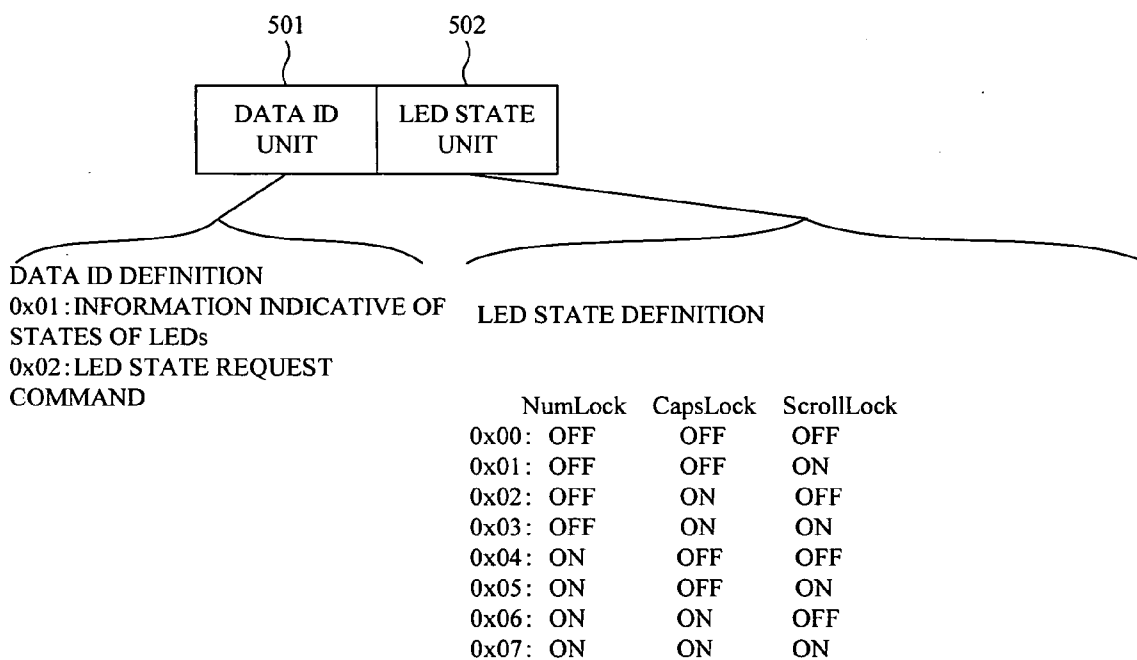 501
502
DATA ID
UNIT
LED STATE
UNIT
DATA ID DEFINITION
0x01:INFORMATION INDICATIVE OF
STATES OF LEDs
0x02:LED STATE REQUEST
COMMAND
LED STATE DEFINITION
NumLock CapsLock ScrollLock
0x00: OFF OFF OFF
0x01: OFF OFF ON
0x02: OFF ON OFF
0x03: OFF ON ON
0x04: ON OFF OFF
0x05: ON OFF ON
0x06: ON ON OFF
0x07: ON ON ON